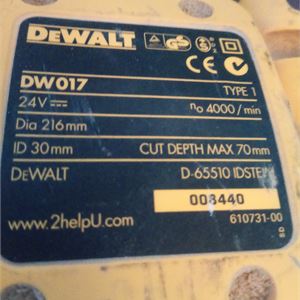 DEWALT
DW017 TYPE 1
24V n₀ 4000/min
Dia 216mm
ID 30mm CUT DEPTH MAX 70mm
DEWALT D-65510 IDSTEIN
008440
www.2helpU.com 610731-00